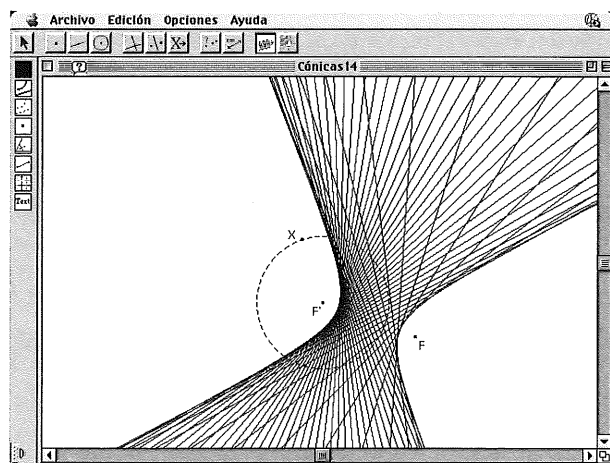 Archivo Edición Opciones Ayuda
Cónicas14
Text
X
F'
F